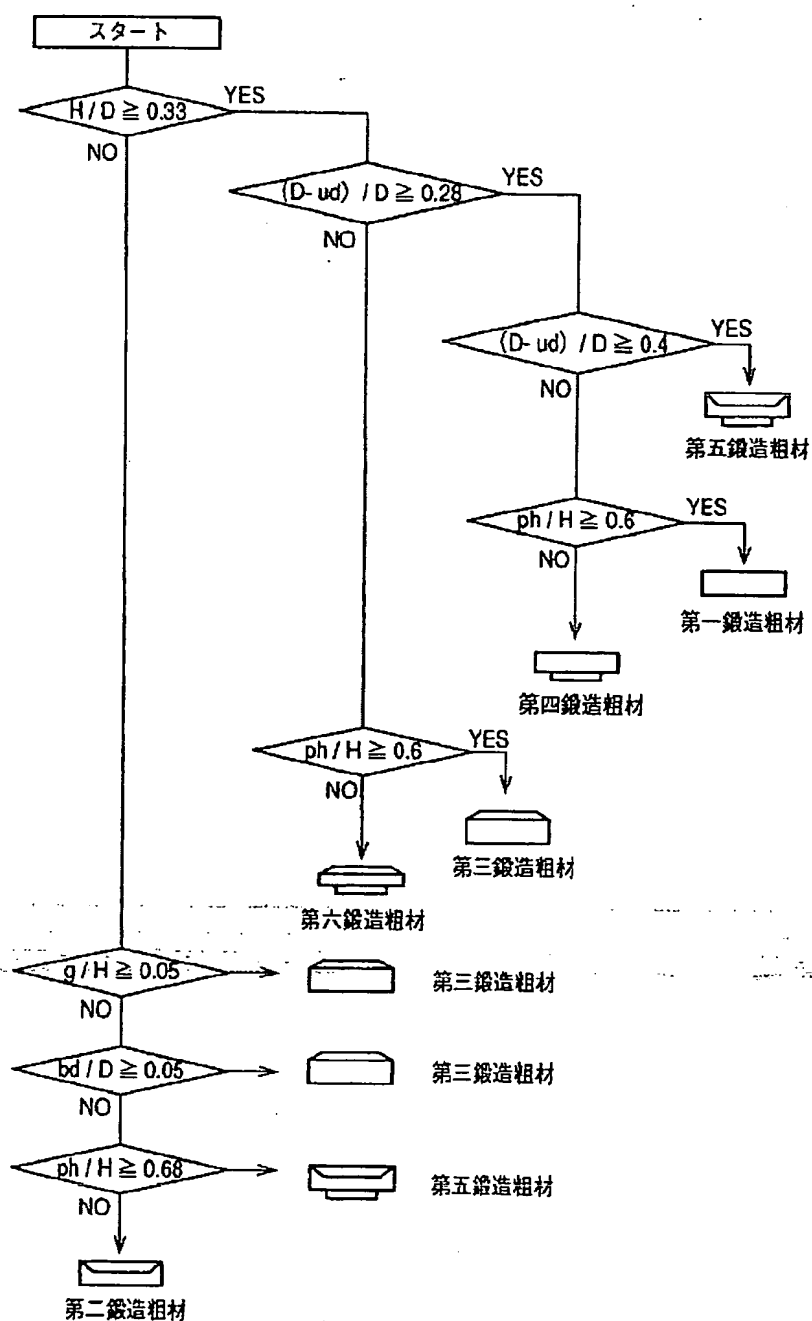 スタート
H / D ≧ 0.33
YES
NO
(D- ud) / D ≧ 0.28
YES
NO
(D- ud) / D ≧ 0.4
YES
NO
第五鍛造粗材
ph / H ≧ 0.6
YES
NO
第一鍛造粗材
第四鍛造粗材
ph / H ≧ 0.6
YES
NO
第三鍛造粗材
第六鍛造粗材
g / H ≧ 0.05
第三鍛造粗材
NO
bd / D ≧ 0.05
第三鍛造粗材
NO
ph / H ≧ 0.68
第五鍛造粗材
NO
第二鍛造粗材